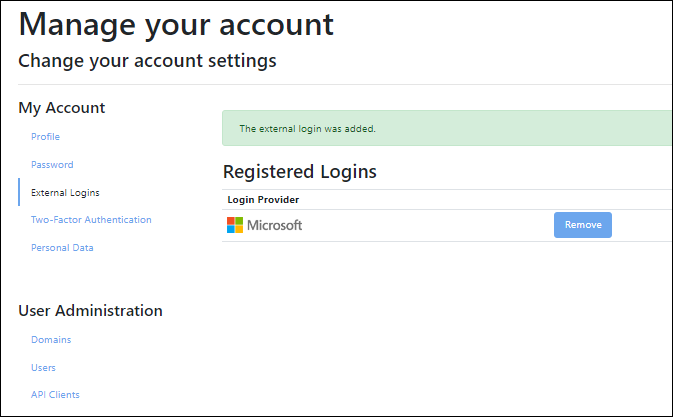 Manage your account
Change your account settings
My Account
Profile
Password
External Logins
Two-Factor Authentication
Personal Data
The external login was added.
Registered Logins
Login Provider
Microsoft
Remove
User Administration
Domains
Users
API Clients